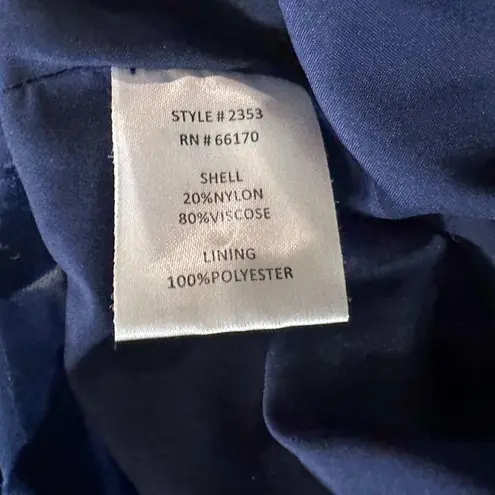 STYLE # 2353
RN # 66170
SHELL
20%NYLON
80%VISCOSE
LINING
100%POLYESTER